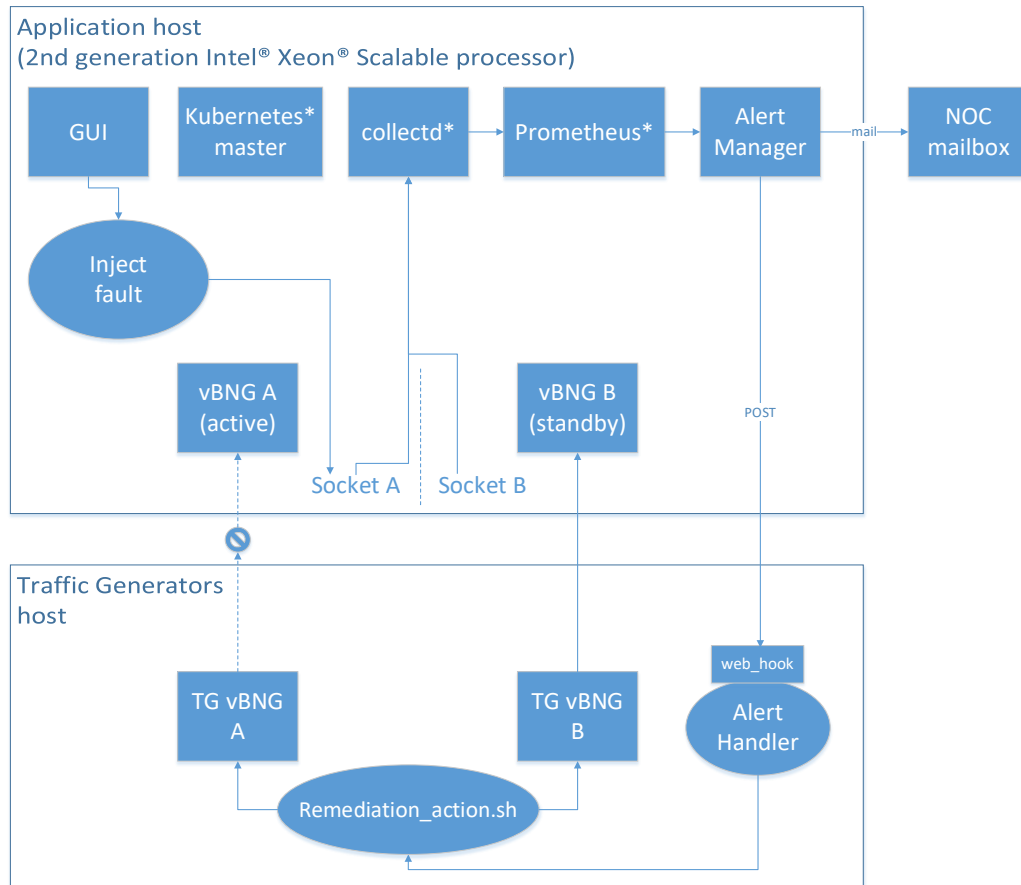 Application host
(2nd generation Intel® Xeon® Scalable processor)
GUI
Kubernetes*
master
collectd*
Prometheus*
Alert
Manager
mail
NOC
mailbox
Inject
fault
vBNG A
(active)
vBNG B
(standby)
POST
Socket A
Socket B
Traffic Generators
host
web_hook
TG vBNG
A
TG vBNG
B
Alert
Handler
Remediation_action.sh